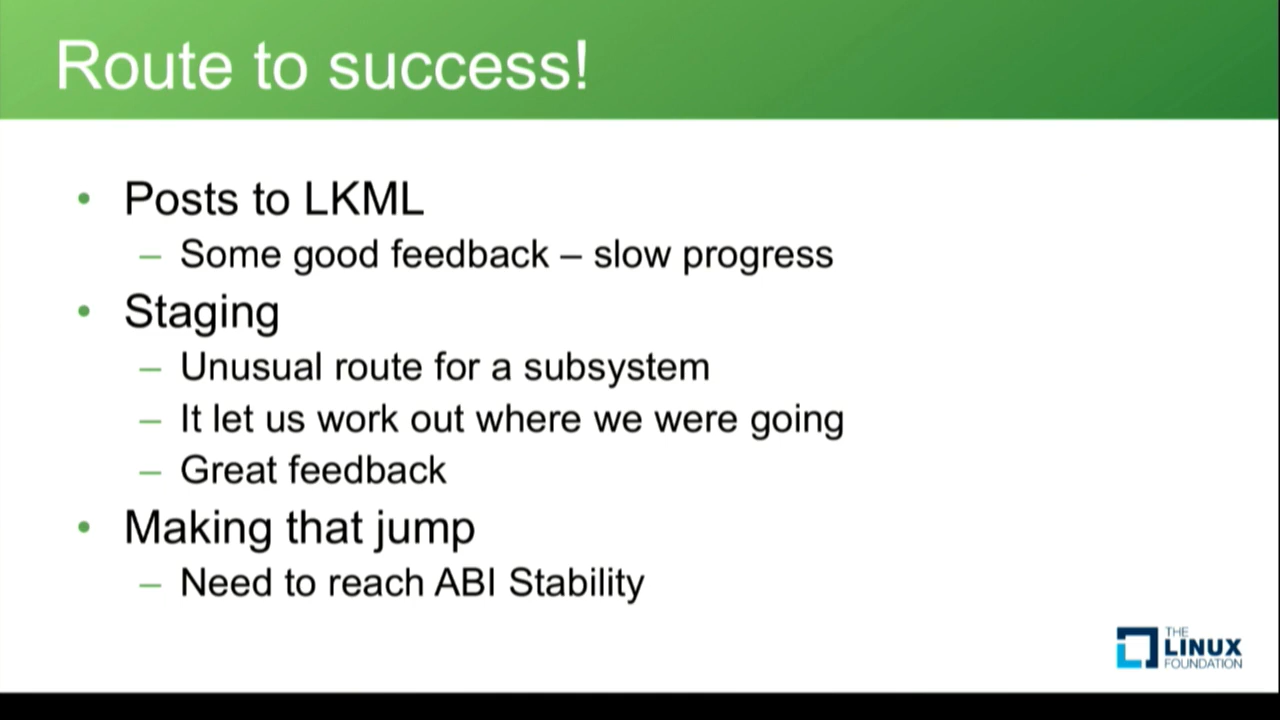 Route to success!
• Posts to LKML
– Some good feedback – slow progress
• Staging
– Unusual route for a subsystem
– It let us work out where we were going
– Great feedback
• Making that jump
– Need to reach ABI Stability
THE
LINUX
FOUNDATION